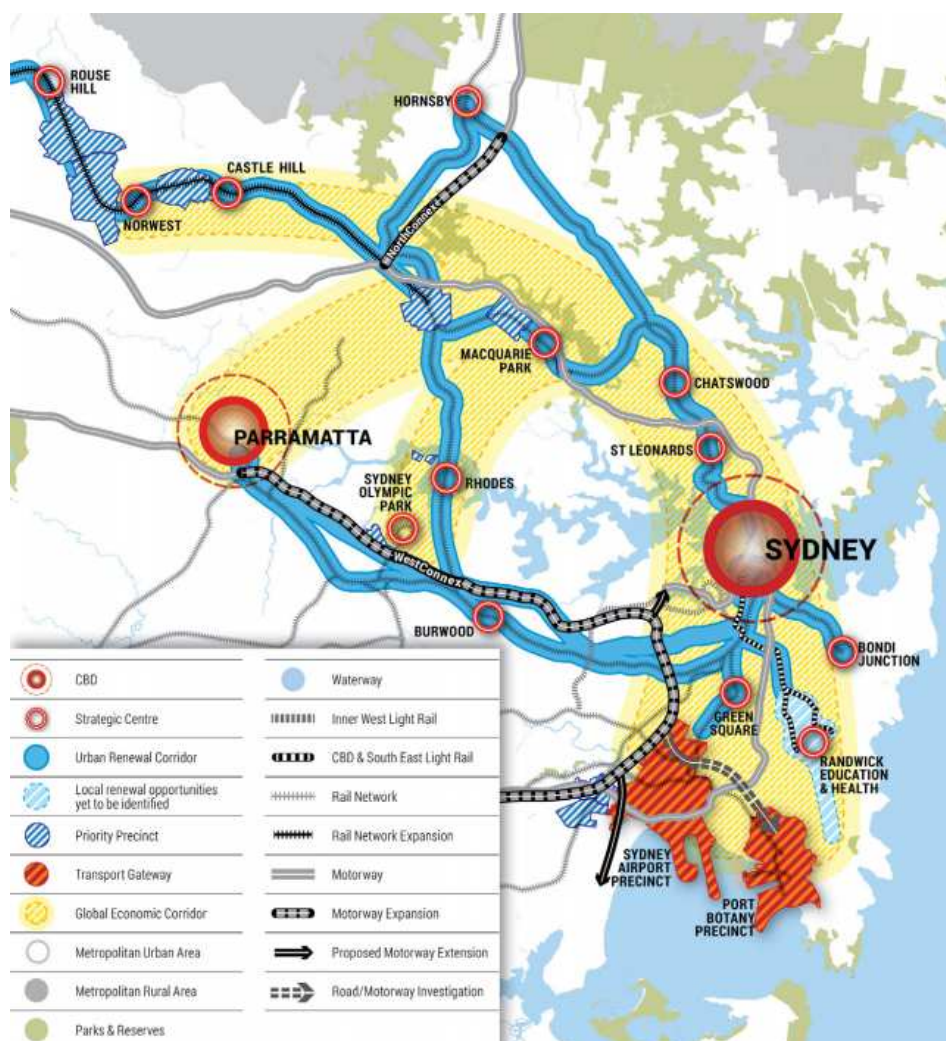 ROUSE
HILL
HORNSBY
CASTLE HILL
NORWEST
NorthConnex
MACQUARIE
PARK
CHATSWOOD
PARRAMATTA
ST LEONARDS
SYDNEY
OLYMPIC
PARK
RHODES
SYDNEY
WestConnex
BURWOOD
BONDI
JUNCTION
GREEN
SQUARE
RANDWICK
EDUCATION
& HEALTH
SYDNEY
AIRPORT
PRECINCT
PORT
BOTANY
PRECINCT
CBD
Strategic Centre
Urban Renewal Corridor
Local renewal opportunities
yet to be identified
Priority Precinct
Transport Gateway
Global Economic Corridor
Metropolitan Urban Area
Metropolitan Rural Area
Parks & Reserves
Waterway
Inner West Light Rail
CBD & South East Light Rail
Rail Network
Rail Network Expansion
Motorway
Motorway Expansion
Proposed Motorway Extension
Road/Motorway Investigation